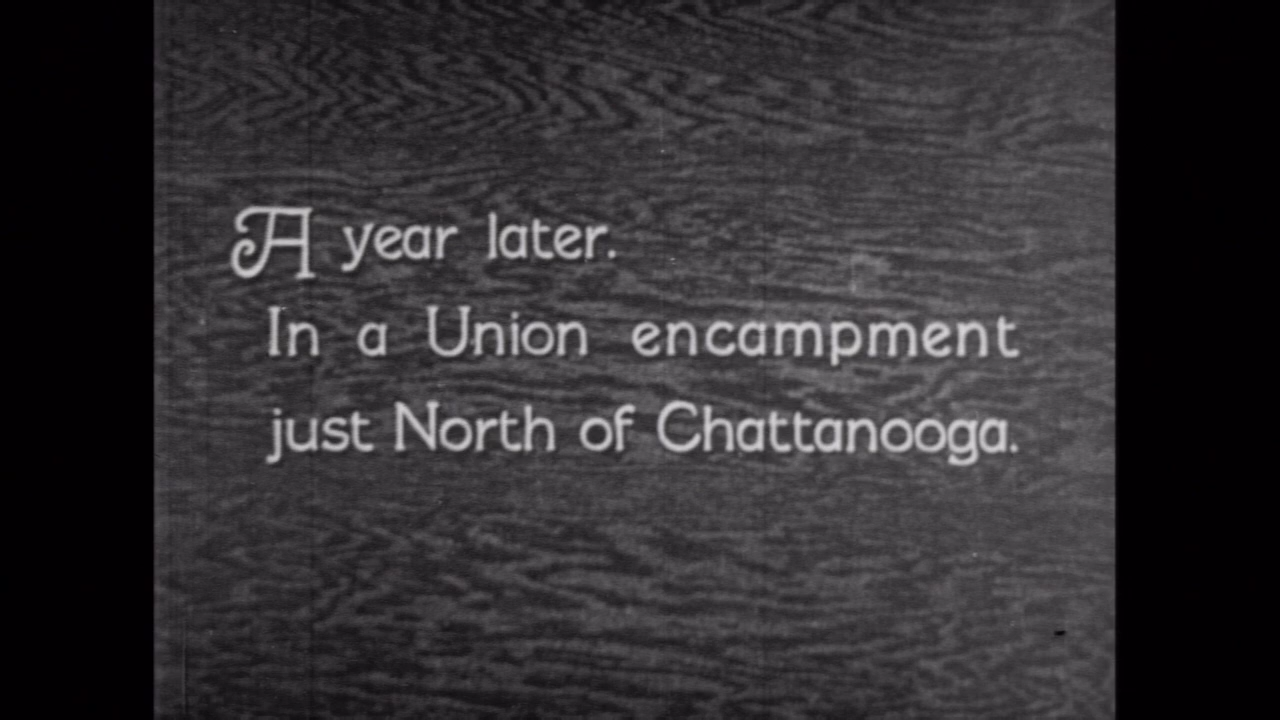 A year later.
In a Union encampment
just North of Chattanooga.